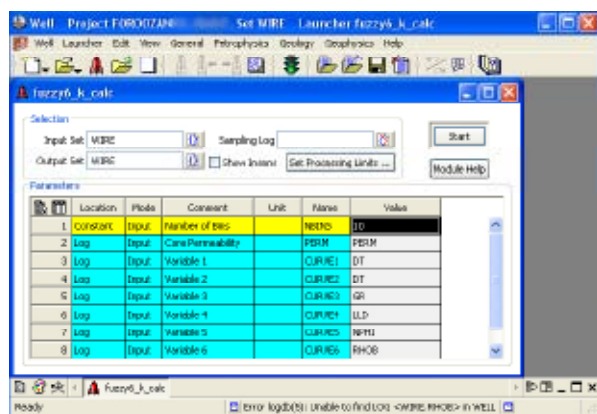 Well Project FOROOZAN Set WIRE Launcher fuzzy6_k_calc
Well Launcher Edit View General Petrophysics Geology Geophysics Help
fuzzy6_k_calc
Selection
Input Set WIRE Sampling Log Start
Output Set WIRE Show Inserts Set Processing Limits ... Module Help
Parameters
Location Mode Comment Unit Name Value
1 Constant Input Number of Bins NBINS 10
2 Log Input Core Permeability PERM PERM
3 Log Input Variable 1 CURVE1 DT
4 Log Input Variable 2 CURVE2 DT
5 Log Input Variable 3 CURVE3 GR
6 Log Input Variable 4 CURVE4 LLD
7 Log Input Variable 5 CURVE5 NPHI
8 Log Input Variable 6 CURVE6 RHOB
fuzzy6_k_calc
Ready Error logdb(5): Unable to find LOG <WIRE.RHOB> in WELL